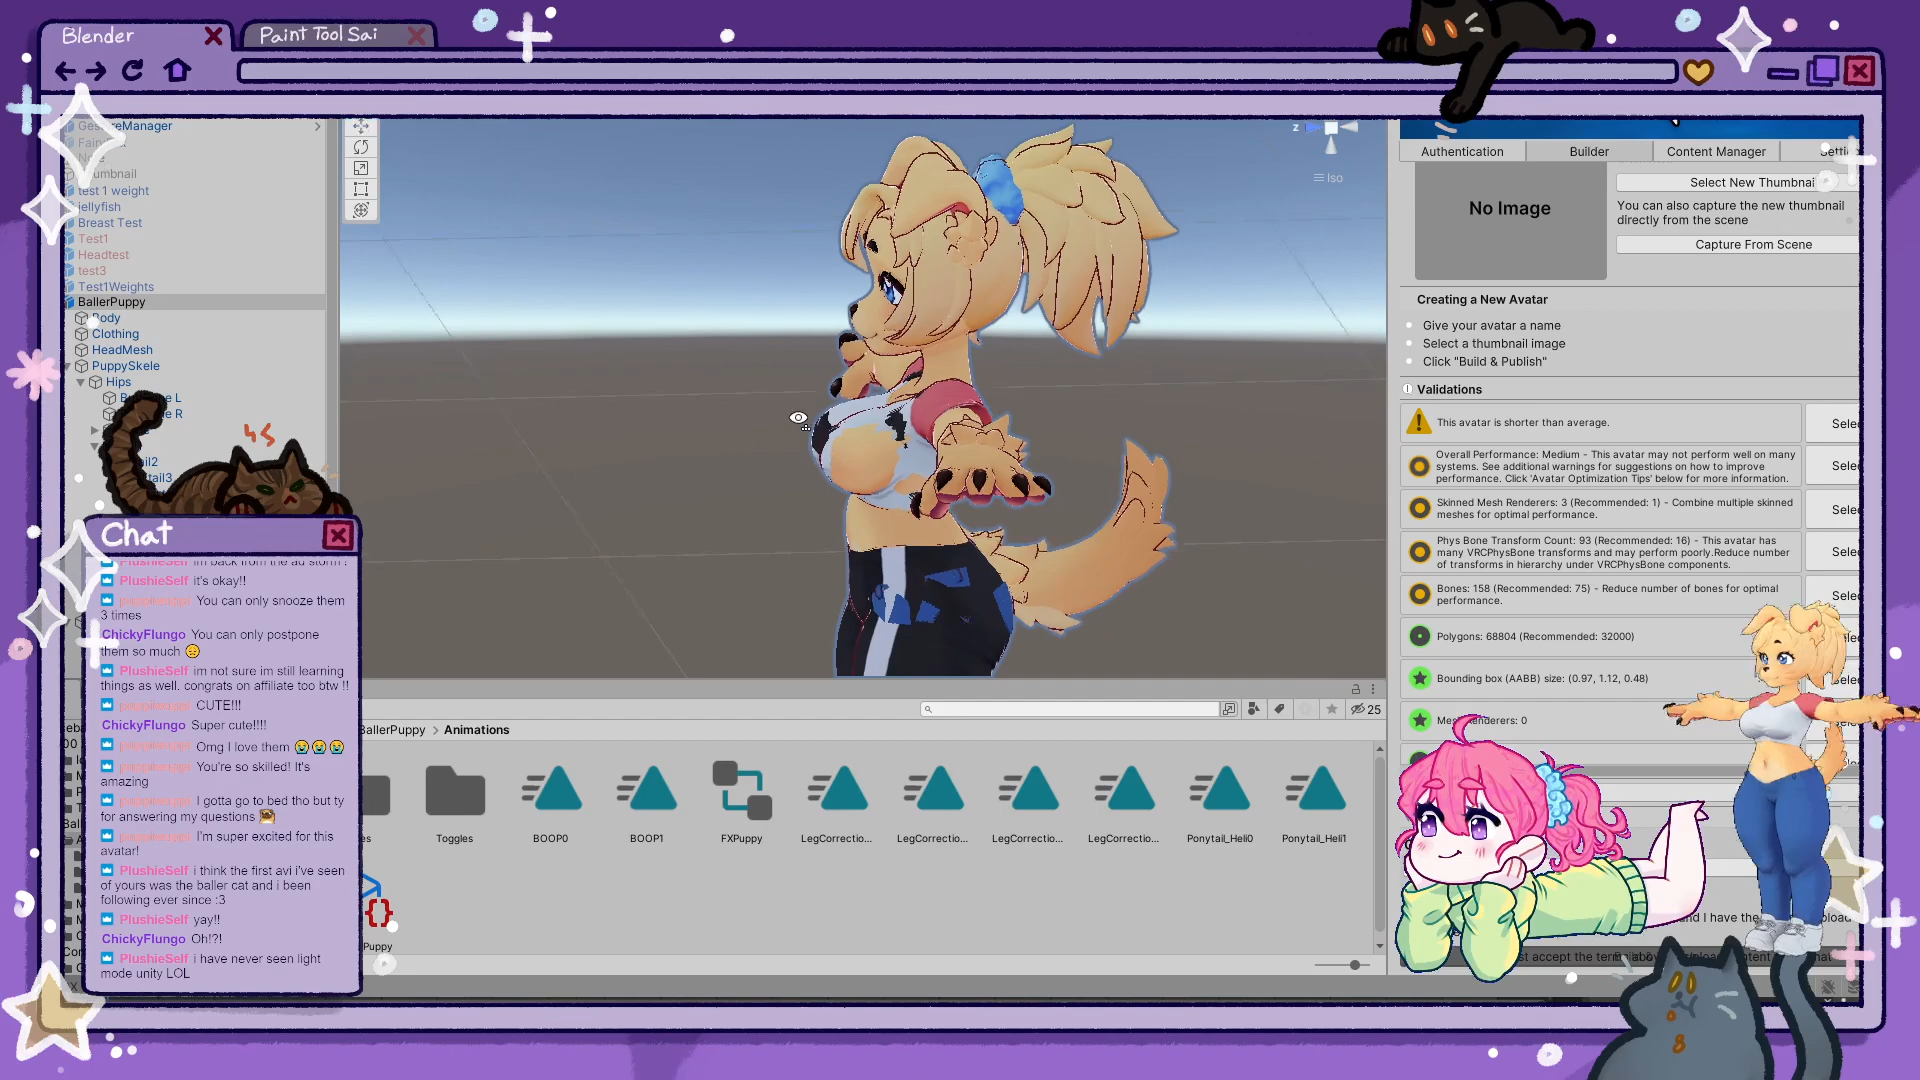 Blender
Paint Tool Sai
GestureManager
test 1 weight
jellyfish
Breast Test
Test1
Headtest
test3
Test1Weights
BallerPuppy
Body
Clothing
HeadMesh
PuppySkele
Hips
Iso
Authentication
Builder
Content Manager
No Image
Select New Thumbnai
You can also capture the new thumbnail
directly from the scene
Capture From Scene
Creating a New Avatar
Give your avatar a name
Select a thumbnail image
Click "Build & Publish"
Validations
This avatar is shorter than average.
Overall Performance: Medium - This avatar may not perform well on many
systems. See additional warnings for suggestions on how to improve
performance. Click 'Avatar Optimization Tips' below for more information.
Skinned Mesh Renderers: 3 (Recommended: 1) - Combine multiple skinned
meshes for optimal performance.
Phys Bone Transform Count: 93 (Recommended: 16) - This avatar has
many VRCPhysBone transforms and may perform poorly.Reduce number
of transforms in hierarchy under VRCPhysBone components.
Bones: 158 (Recommended: 75) - Reduce number of bones for optimal
performance.
Polygons: 68804 (Recommended: 32000)
Bounding box (AABB) size: (0.97, 1.12, 0.48)
Chat
PlushieSelf im back from the ad storm !
PlushieSelf it's okay!!
You can only snooze them
3 times
ChickyFlungo You can only postpone
them so much
PlushieSelf im not sure im still learning
things as well. congrats on affiliate too btw !!
CUTE!!!
ChickyFlungo Super cute!!!!
Omg I love them
You're so skilled! It's
amazing
I gotta go to bed tho but ty
for answering my questions
I'm super excited for this
avatar!
PlushieSelf i think the first avi i've seen
of yours was the baller cat and i been
following ever since :3
PlushieSelf yay!!
ChickyFlungo Oh!?!
PlushieSelf i have never seen light
mode unity LOL
25
BallerPuppy > Animations
Toggles
BOOP0
BOOP1
FXPuppy
LegCorrectio...
LegCorrectio...
LegCorrectio...
LegCorrectio...
Ponytail_Heli0
Ponytail_Heli1
Puppy